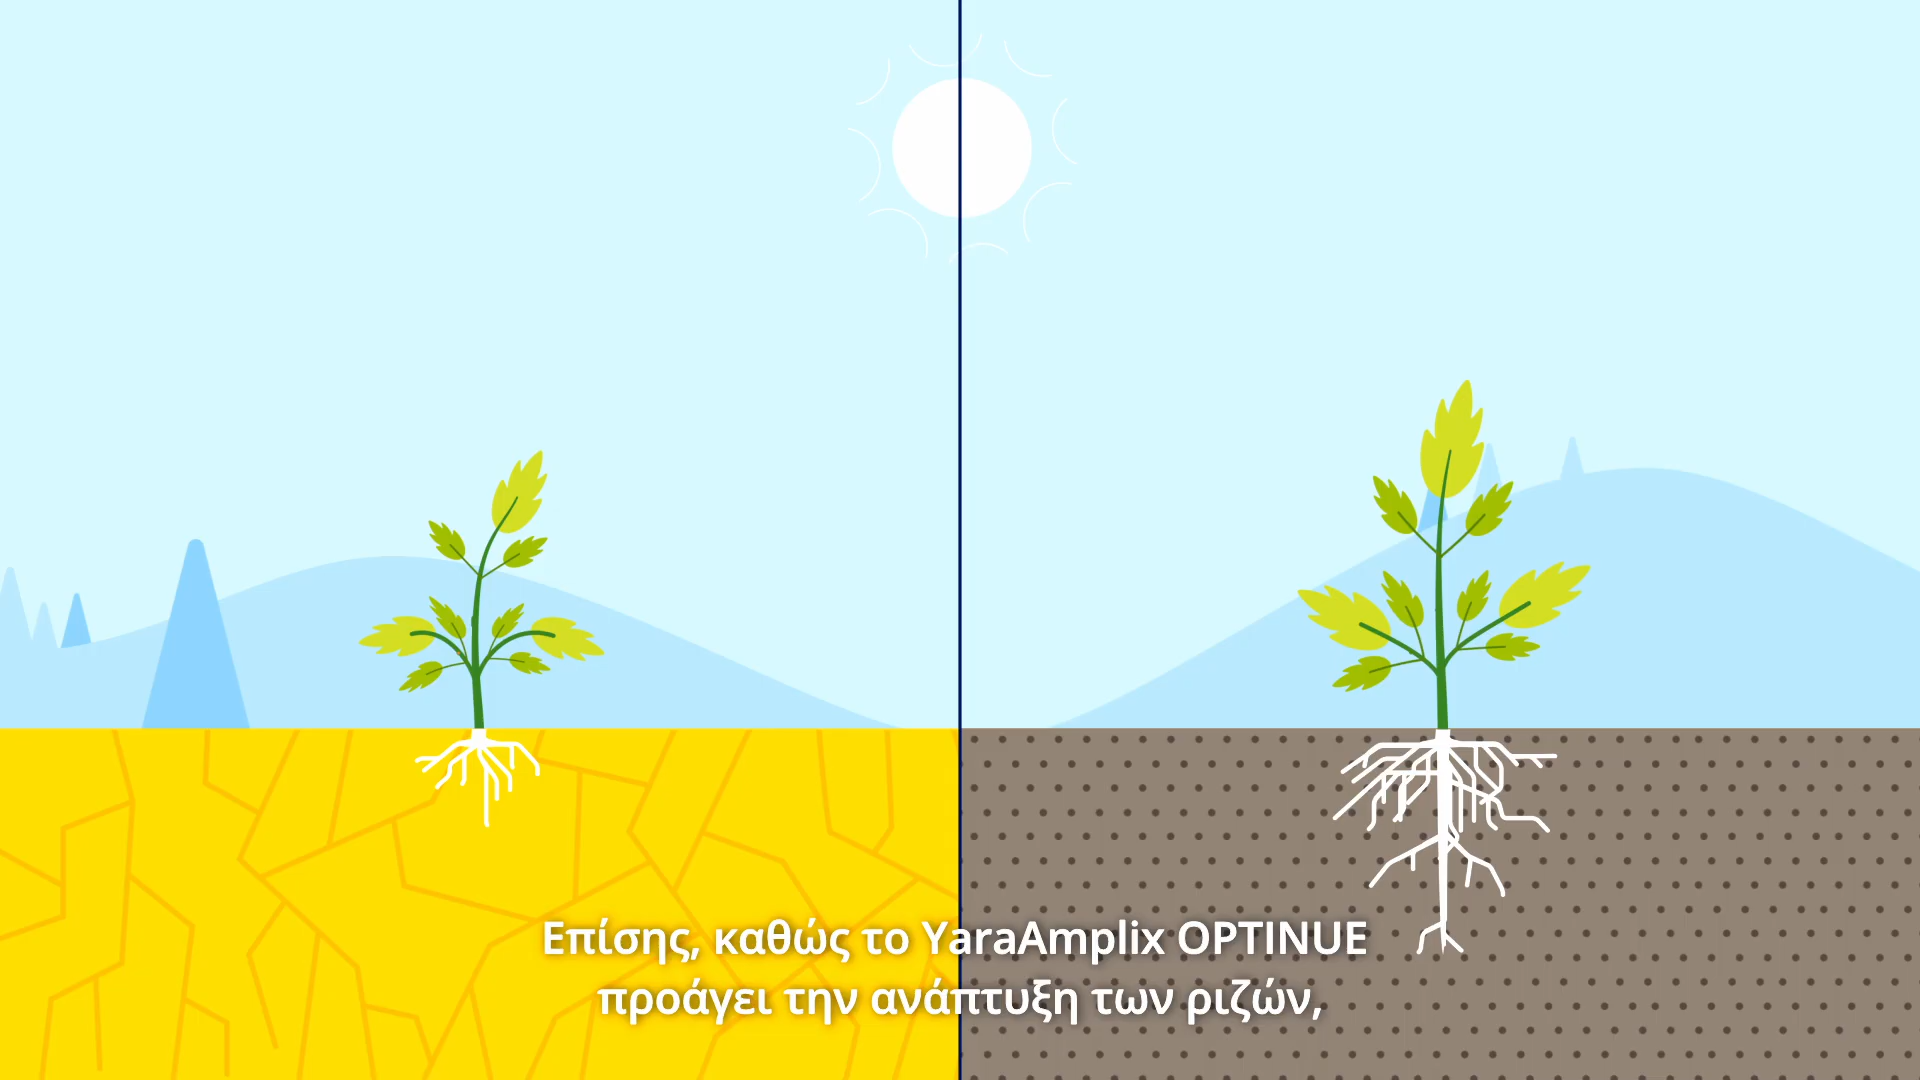 Επίσης, καθώς το YaraAmplix OPTINUE
προάγει την ανάπτυξη των ριζών,